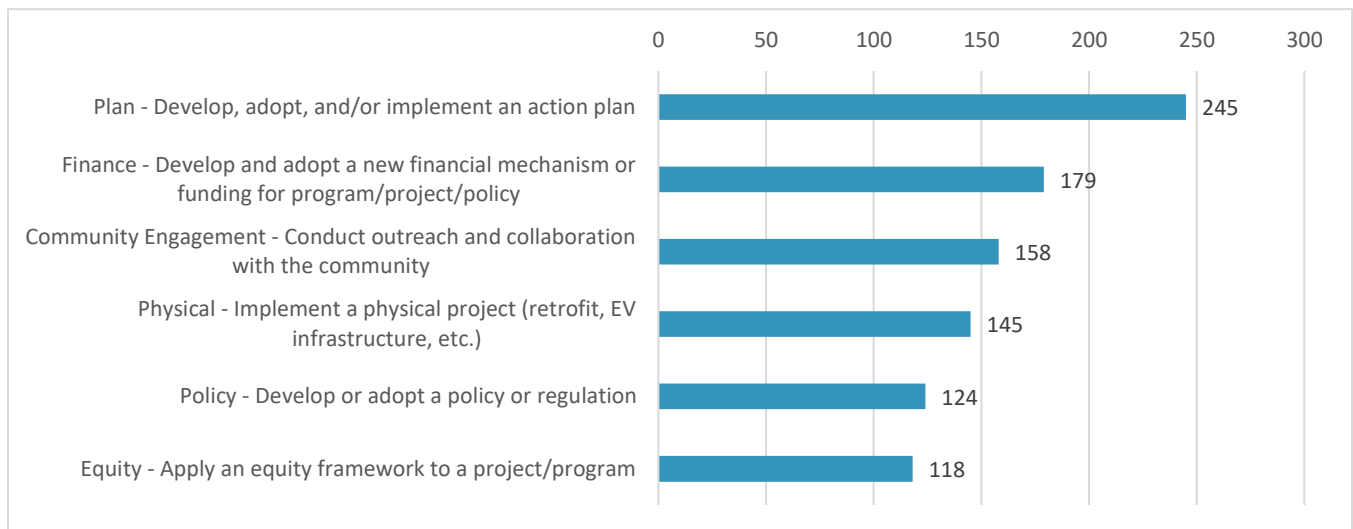 0 50 100 150 200 250 300
Plan - Develop, adopt, and/or implement an action plan 245
Finance - Develop and adopt a new financial mechanism or
funding for program/project/policy 179
Community Engagement - Conduct outreach and collaboration
with the community 158
Physical - Implement a physical project (retrofit, EV
infrastructure, etc.) 145
Policy - Develop or adopt a policy or regulation 124
Equity - Apply an equity framework to a project/program 118